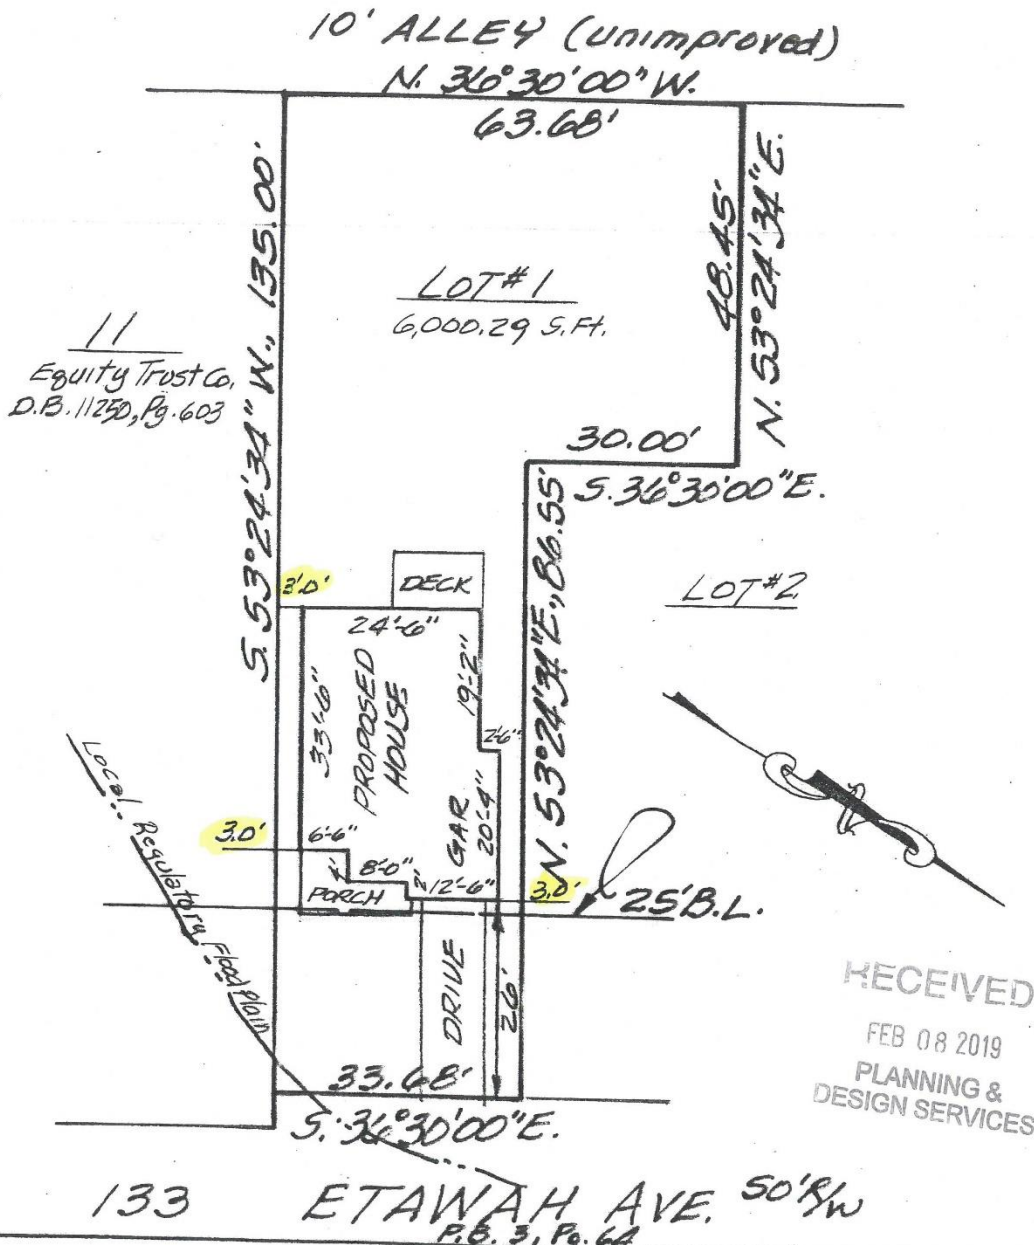 10' ALLEY (unimproved)
N. 36°30'00" W.
63.68'
S. 53°24'34" W., 135.00'
48.45'
N. 53°24'34" E.
LOT #1
6,000.29 S.Ft.
11
Equity Trust Co.
D.B. 11250, Pg. 603
30.00'
S. 36°30'00" E.
N. 53°24'34" E., 86.55'
LOT #2
3.0'
DECK
24'-6"
19'-2"
33'-6"
PROPOSED
HOUSE
2'-6"
Local Regulatory Floodplain
3.0'
6'-6"
4'
8'-0"
GAR
20'-4"
2'
12'-6"
PORCH
3.0'
25' B.L.
DRIVE
26'
33.68'
S. 36°30'00" E.
RECEIVED
FEB 08 2019
PLANNING &
DESIGN SERVICES
133 ETAWAH AVE. 50' R/W
P.B. 3, Pg. 64